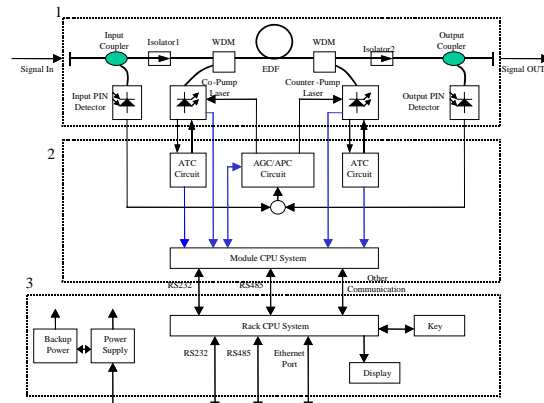 1
Input
Coupler
Isolator1
WDM
EDF
WDM
Isolator2
Output
Coupler
Signal In
Signal OUT
Input PIN
Detector
Co-Pump
Laser
Counter-Pump
Laser
Output PIN
Detector
2
ATC
Circuit
AGC/APC
Circuit
ATC
Circuit
Module CPU System
RS232
RS485
Other
Communication
3
Rack CPU System
Key
Backup
Power
Power
Supply
RS232
RS485
Ethernet
Port
Display